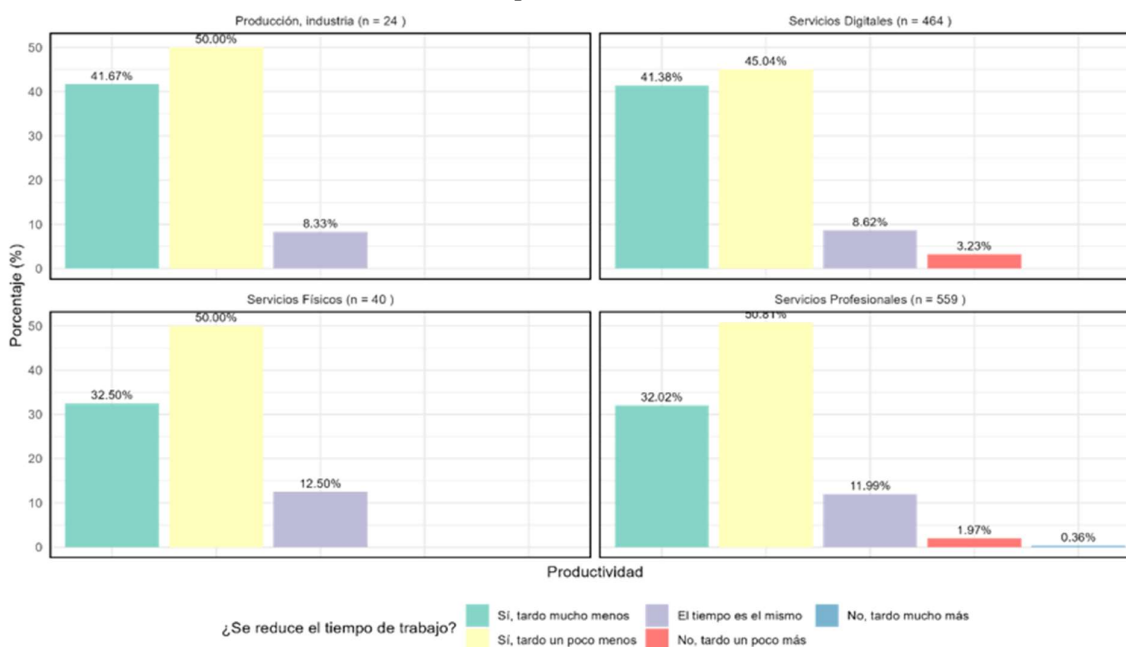 Producción, industria (n = 24 )
50.00%
41.67%
8.33%
50
40
30
20
10
0
Servicios Digitales (n = 464 )
41.38%
45.04%
8.62%
3.23%
Porcentaje (%)
Servicios Físicos (n = 40 )
50.00%
32.50%
12.50%
50
40
30
20
10
0
Servicios Profesionales (n = 559 )
50.81%
32.02%
11.99%
1.97%
0.36%
Productividad
¿Se reduce el tiempo de trabajo?
Sí, tardo mucho menos
El tiempo es el mismo
No, tardo mucho más
Sí, tardo un poco menos
No, tardo un poco más